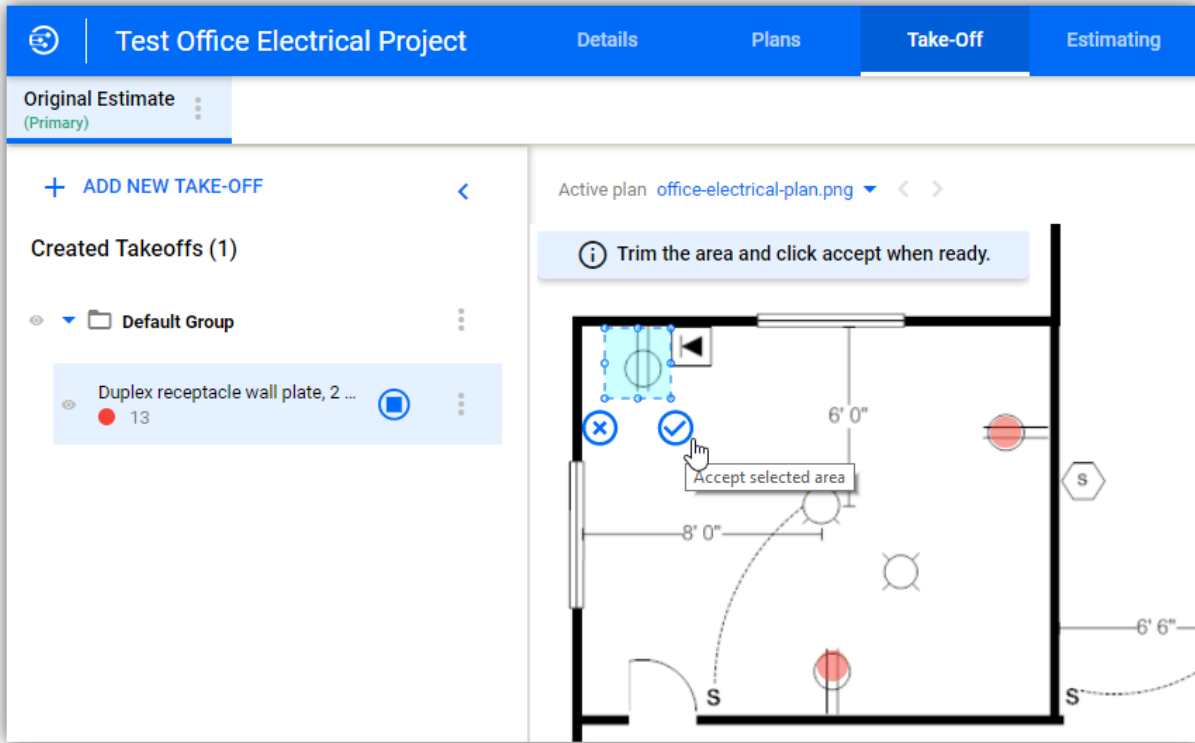 Test Office Electrical Project
Details
Plans
Take-Off
Estimating
Original Estimate
(Primary)
ADD NEW TAKE-OFF
Active plan office-electrical-plan.png
Created Takeoffs (1)
Trim the area and click accept when ready.
Default Group
Duplex receptacle wall plate, 2 ...
13
6' 0"
Accept selected area
S
8' 0"
6' 6"
S
S